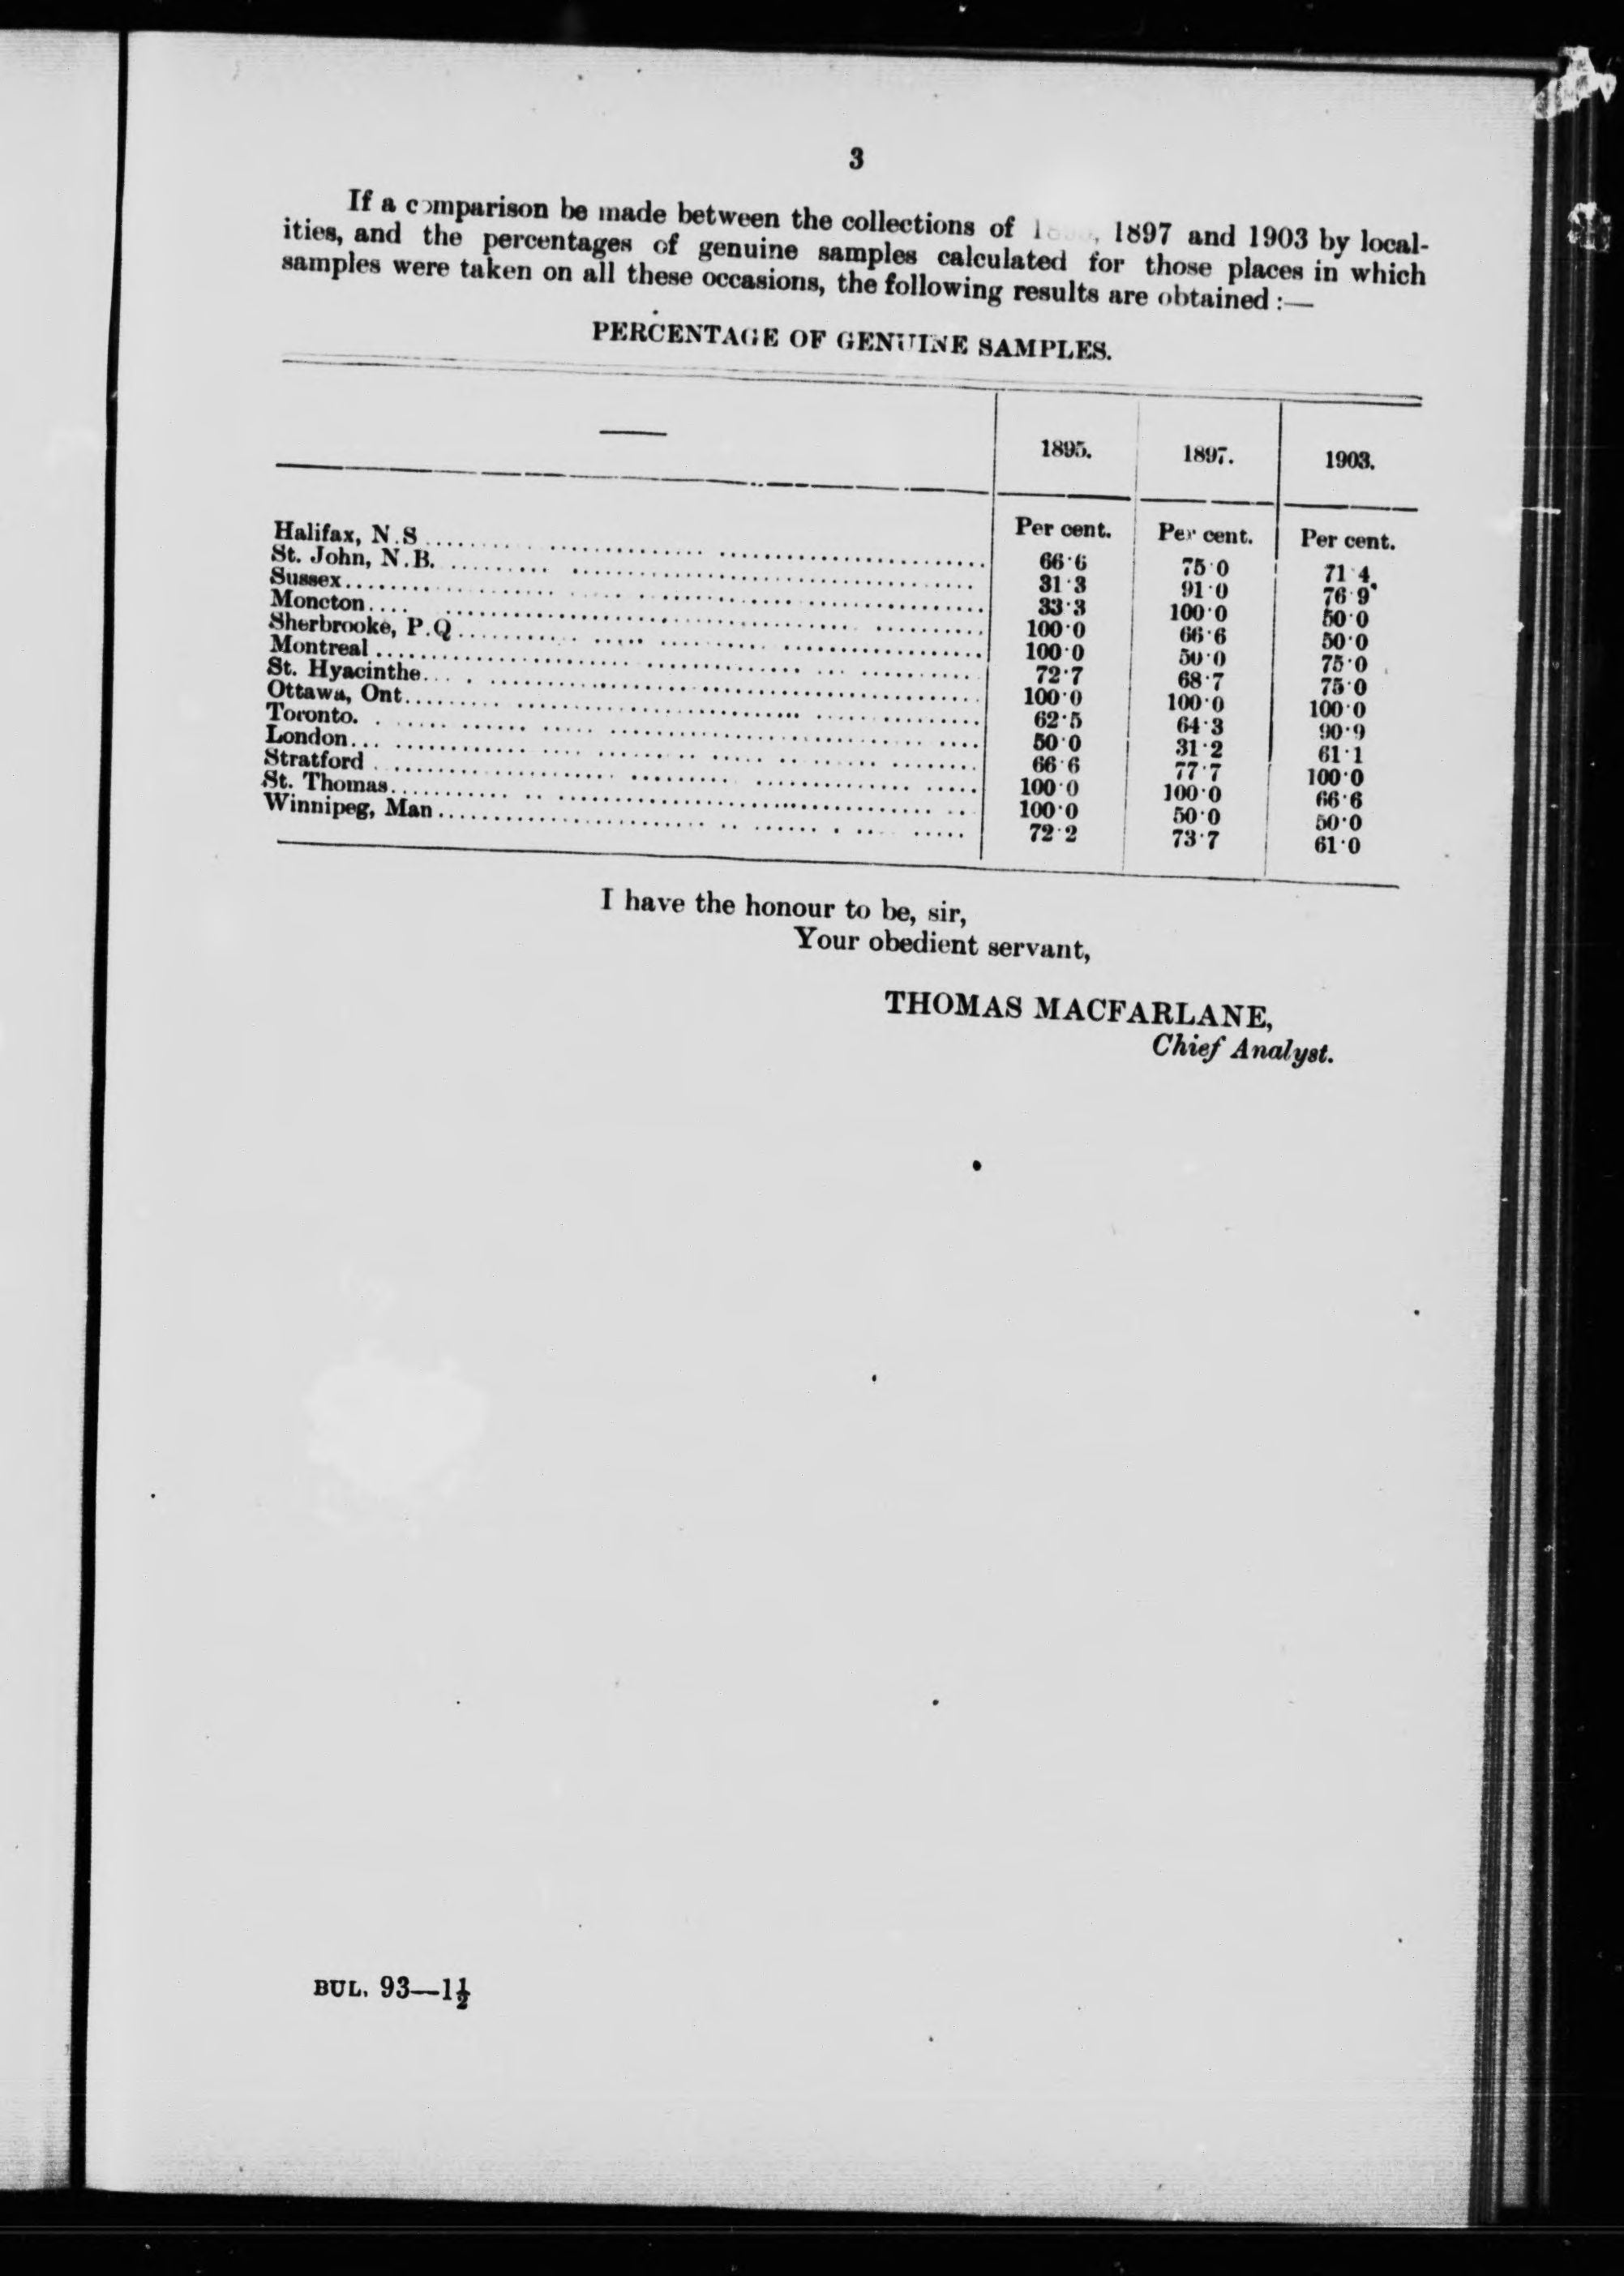 3
If a comparison be made between the collections of , 1897 and 1903 by local-
ities, and the percentages of genuine samples calculated for those places in which
samples were taken on all these occasions, the following results are obtained :—
PERCENTAGE OF GENUINE SAMPLES.
—— 1895. 1897. 1903.
Per cent. Per cent. Per cent.
Halifax, N.S. 66·6 75·0 71·4
St. John, N.B. 31·3 91·0 76·9
Sussex 33·3 100·0 50·0
Moncton 100·0 66·6 50·0
Sherbrooke, P.Q. 100·0 50·0 75·0
Montreal 72·7 68·7 75·0
St. Hyacinthe 100·0 100·0 100·0
Ottawa, Ont. 62·5 64·3 90·9
Toronto. 50·0 31·2 61·1
London 66·6 77·7 100·0
Stratford 100·0 100·0 66·6
St. Thomas 100·0 50·0 50·0
Winnipeg, Man 72·2 73·7 61·0
I have the honour to be, sir,
Your obedient servant,
THOMAS MACFARLANE,
Chief Analyst.
BUL. 93—1½